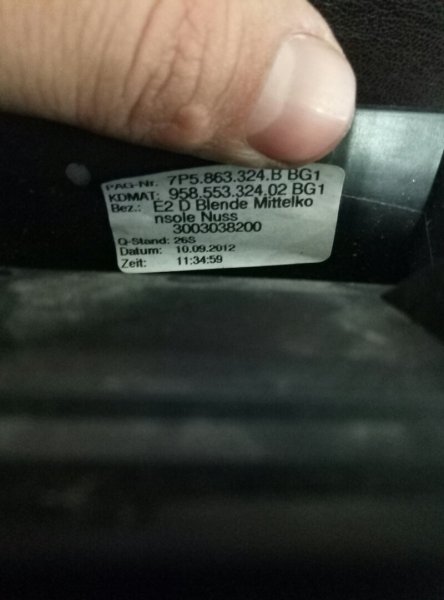 PAG-Nr. 7P5.863.324.B BG1
KDMAT: 958.553.324.02 BG1
Bez.: E2 D Blende Mittelko
nsole Nuss
3003038200
Q-Stand: 26S
Datum: 10.09.2012
Zeit: 11:34:59